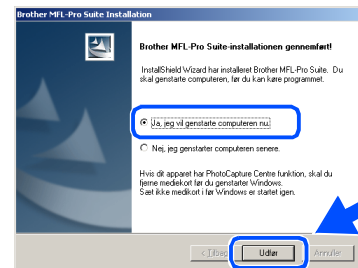 Brother MFL-Pro Suite Installation
Brother MFL-Pro Suite-installationen gennemført!
InstallShield Wizard har installeret Brother MFL-Pro Suite. Du
skal genstarte computeren, før du kan køre programmet.
Ja, jeg vil genstarte computeren nu.
Nej, jeg genstarter computeren senere.
Hvis dit apparat har PhotoCapture Centre funktion, skal du
fjerne mediekort før du genstarter Windows.
Sæt ikke medikort i før Windows er startet igen.
< Tilbage
Udfør
Annuller